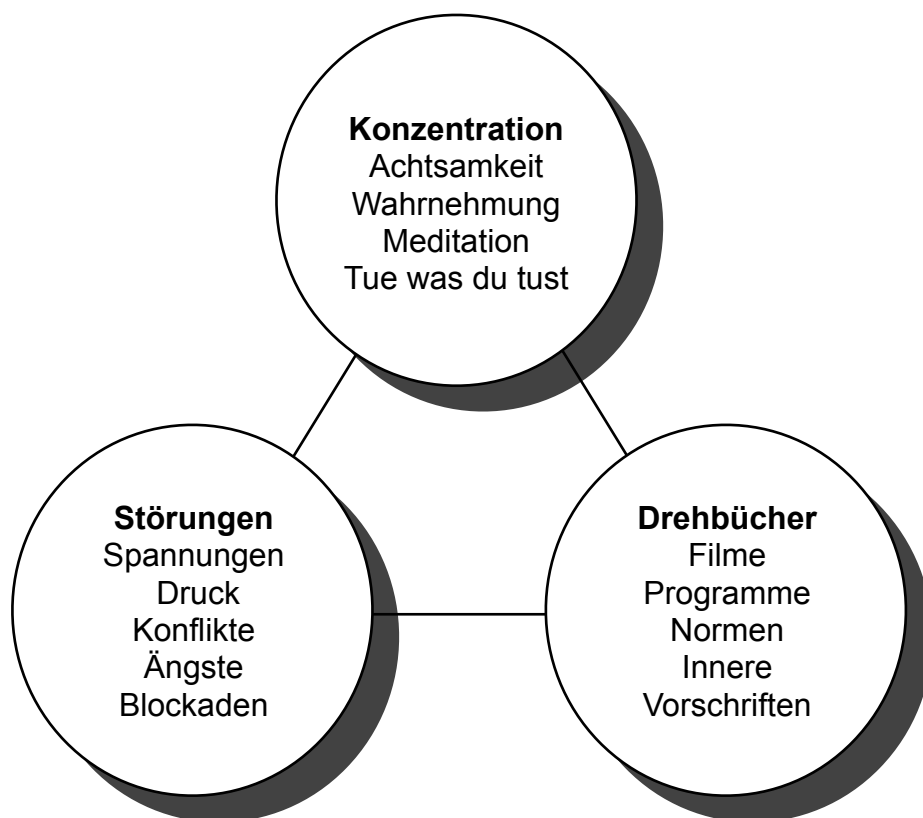 Konzentration
Achtsamkeit
Wahrnehmung
Meditation
Tue was du tust
Störungen
Spannungen
Druck
Konflikte
Ängste
Blockaden
Drehbücher
Filme
Programme
Normen
Innere
Vorschriften